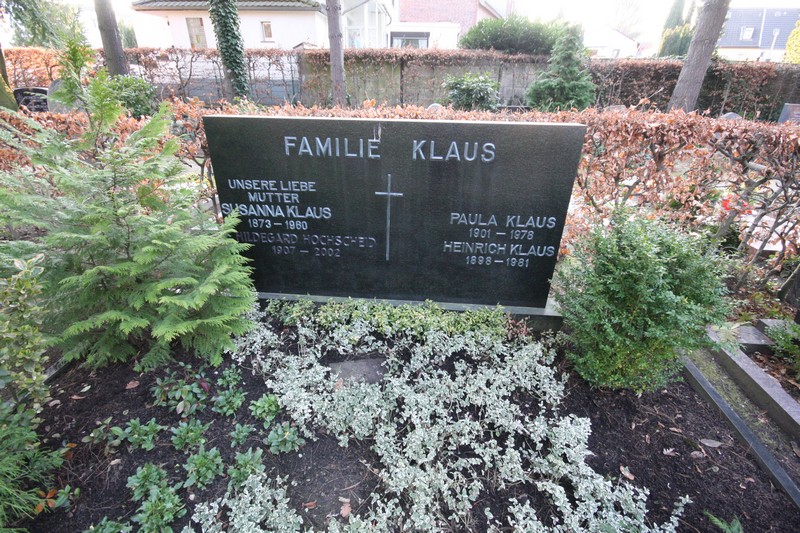 FAMILIE KLAUS
UNSERE LIEBE
MUTTER
SUSANNA KLAUS
1873 - 1960
HILDEGARD HOCHSCHEID
1907 - 2002
PAULA KLAUS
1901 - 1978
HEINRICH KLAUS
1898 - 1981